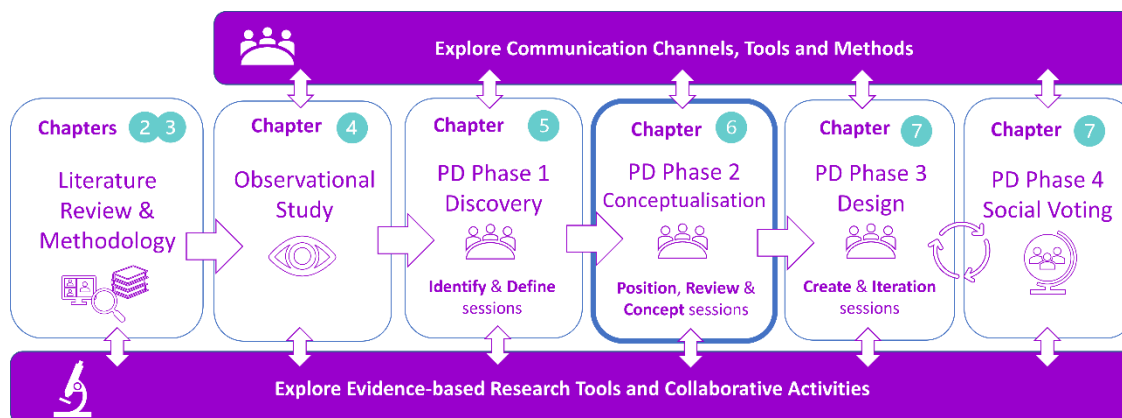 Explore Communication Channels, Tools and Methods
Chapters 2 3
Literature
Review &
Methodology
Chapter 4
Observational
Study
Chapter 5
PD Phase 1
Discovery
Identify & Define
sessions
Chapter 6
PD Phase 2
Conceptualisation
Position, Review &
Concept sessions
Chapter 7
PD Phase 3
Design
Create & Iteration
sessions
Chapter 7
PD Phase 4
Social Voting
Explore Evidence-based Research Tools and Collaborative Activities